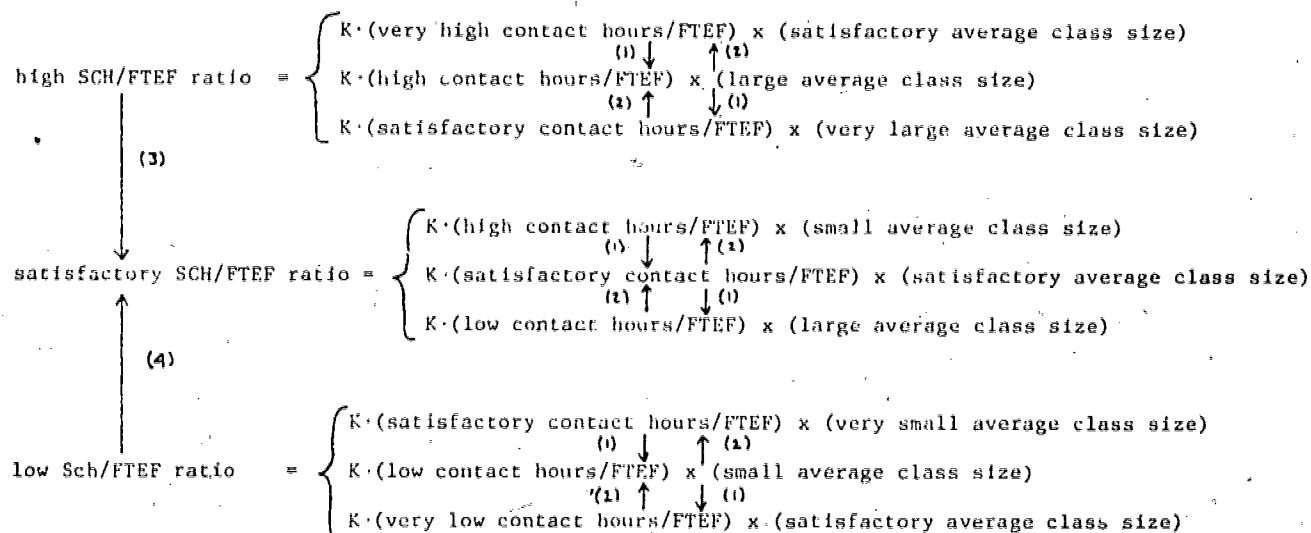 K·(very high contact hours/FTEF) x (satisfactory average class size)
(1) ↓ ↑ (2)
high SCH/FTEF ratio = K·(high contact hours/FTEF) x (large average class size)
(2) ↑ ↓ (1)
K·(satisfactory contact hours/FTEF) x (very large average class size)
(3)
K·(high contact hours/FTEF) x (small average class size)
(1) ↓ ↑ (2)
satisfactory SCH/FTEF ratio = K·(satisfactory contact hours/FTEF) x (satisfactory average class size)
(2) ↑ ↓ (1)
K·(low contact hours/FTEF) x (large average class size)
(4)
K·(satisfactory contact hours/FTEF) x (very small average class size)
(1) ↓ ↑ (2)
low Sch/FTEF ratio = K·(low contact hours/FTEF) x (small average class size)
(2) ↑ ↓ (1)
K·(very low contact hours/FTEF) x (satisfactory average class size)